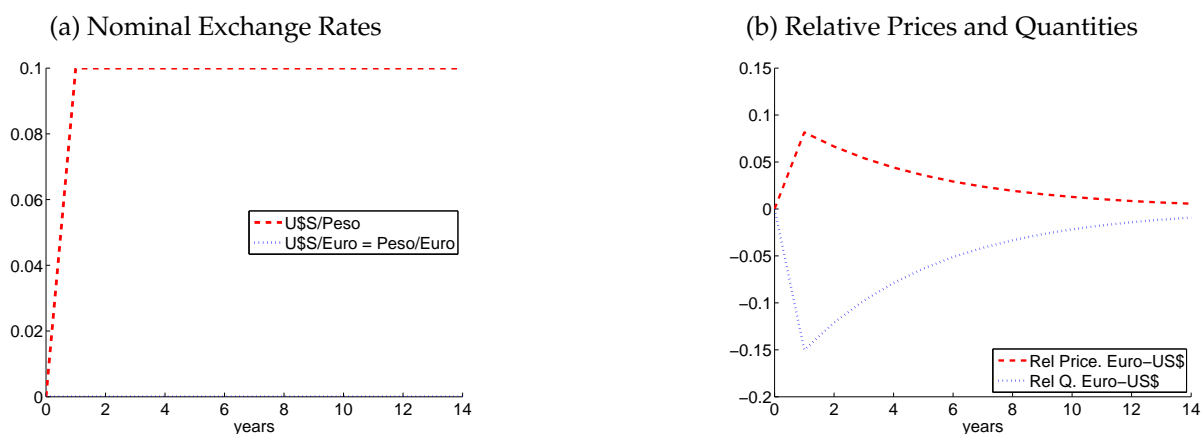 (a) Nominal Exchange Rates
0.1
0.08
0.06
0.04
0.02
0
0 2 4 6 8 10 12 14
years
U$S/Peso
U$S/Euro = Peso/Euro
(b) Relative Prices and Quantities
0.15
0.1
0.05
0
−0.05
−0.1
−0.15
−0.2
0 2 4 6 8 10 12 14
years
Rel Price. Euro−US$
Rel Q. Euro−US$